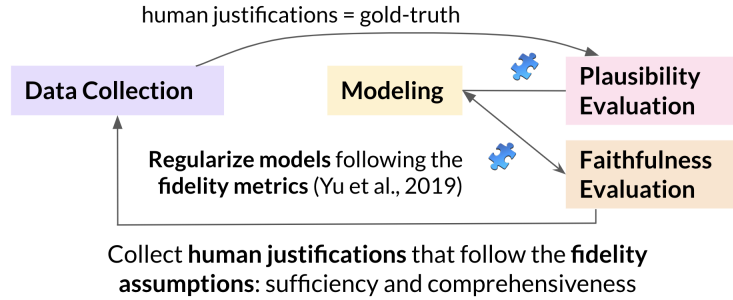 human justifications = gold-truth
Data Collection
Modeling
Plausibility
Evaluation
Regularize models following the
fidelity metrics (Yu et al., 2019)
Faithfulness
Evaluation
Collect human justifications that follow the fidelity
assumptions: sufficiency and comprehensiveness